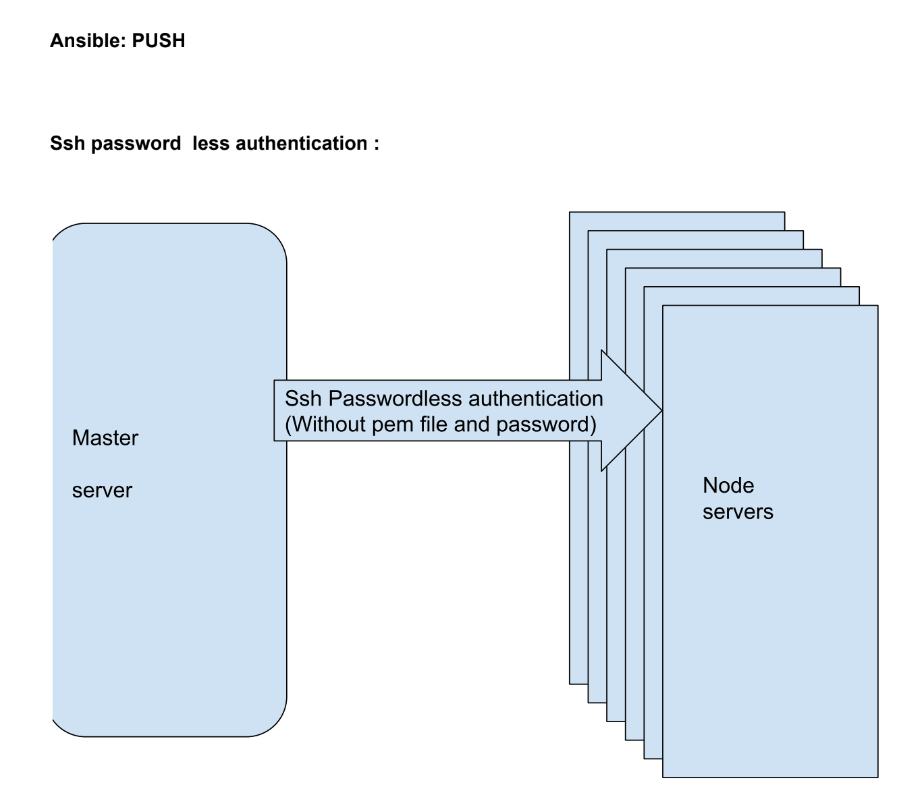 Ansible: PUSH
Ssh password  less authentication :
Ssh Passwordless authentication
(Without pem file and password)
Master
server
Node
servers